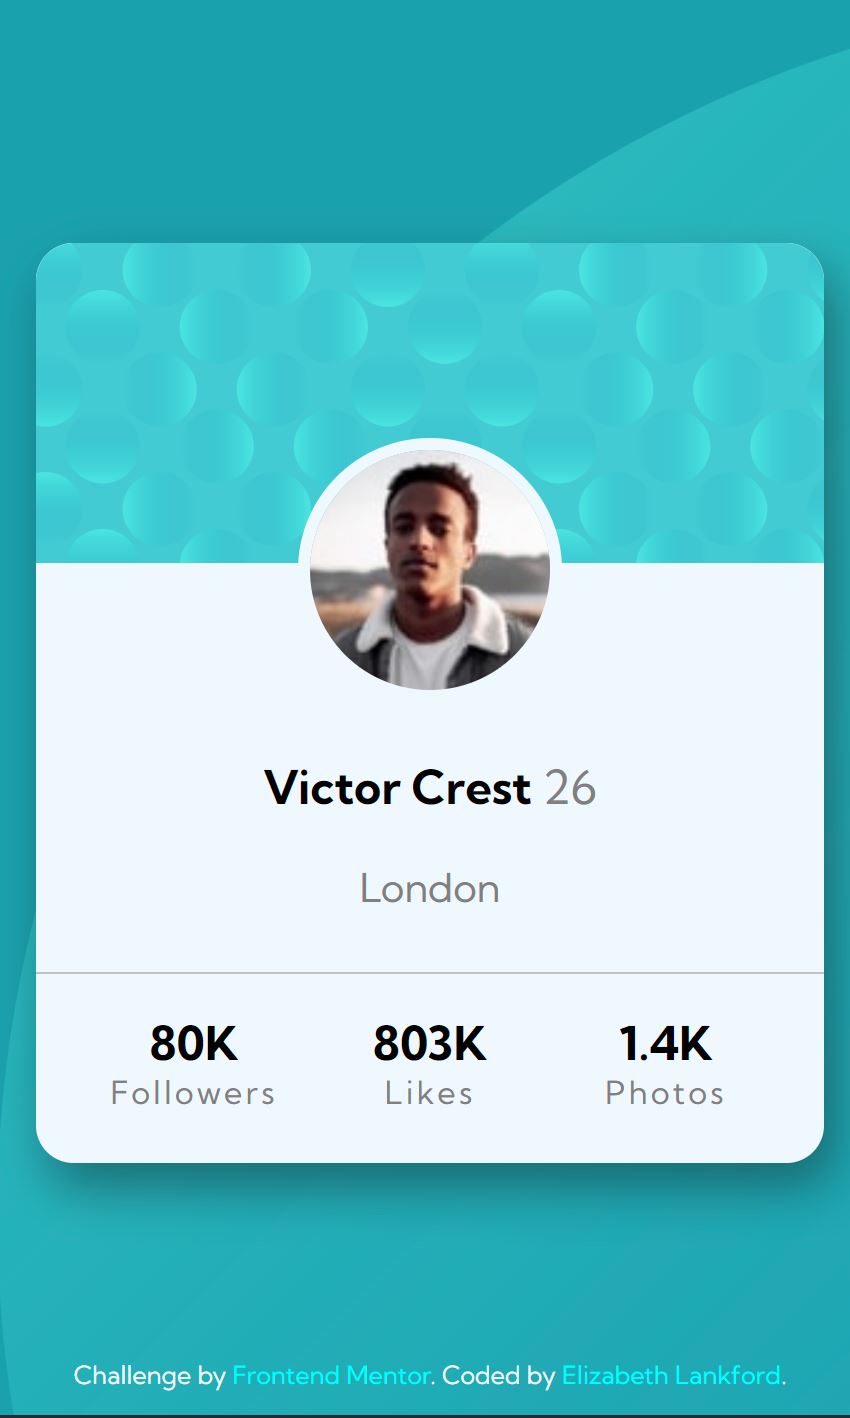 Victor Crest 26
London
80K 803K 1.4K
Followers Likes Photos
Challenge by Frontend Mentor. Coded by Elizabeth Lankford.